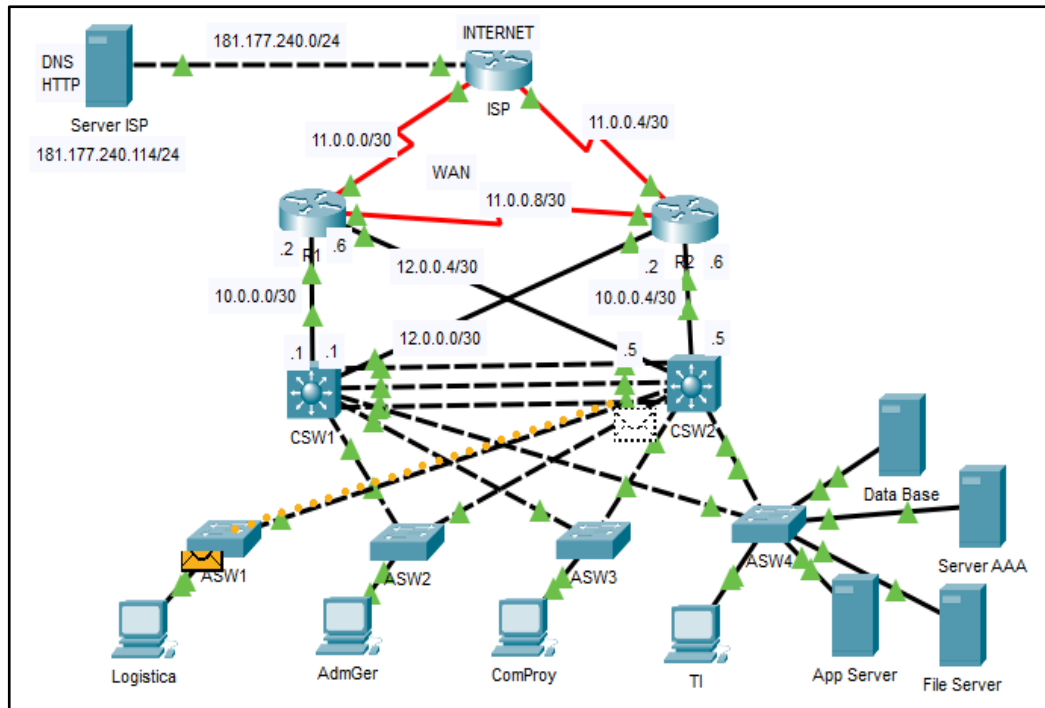 INTERNET
181.177.240.0/24
DNS
HTTP
Server ISP
181.177.240.114/24
ISP
11.0.0.0/30
11.0.0.4/30
WAN
11.0.0.8/30
.2
.6
R1
12.0.0.4/30
.2
R2
.6
10.0.0.0/30
10.0.0.4/30
12.0.0.0/30
.1
.1
.5
.5
CSW1
CSW2
Data Base
ASW1
ASW2
ASW3
ASW4
Server AAA
Logistica
AdmGer
ComProy
TI
App Server
File Server